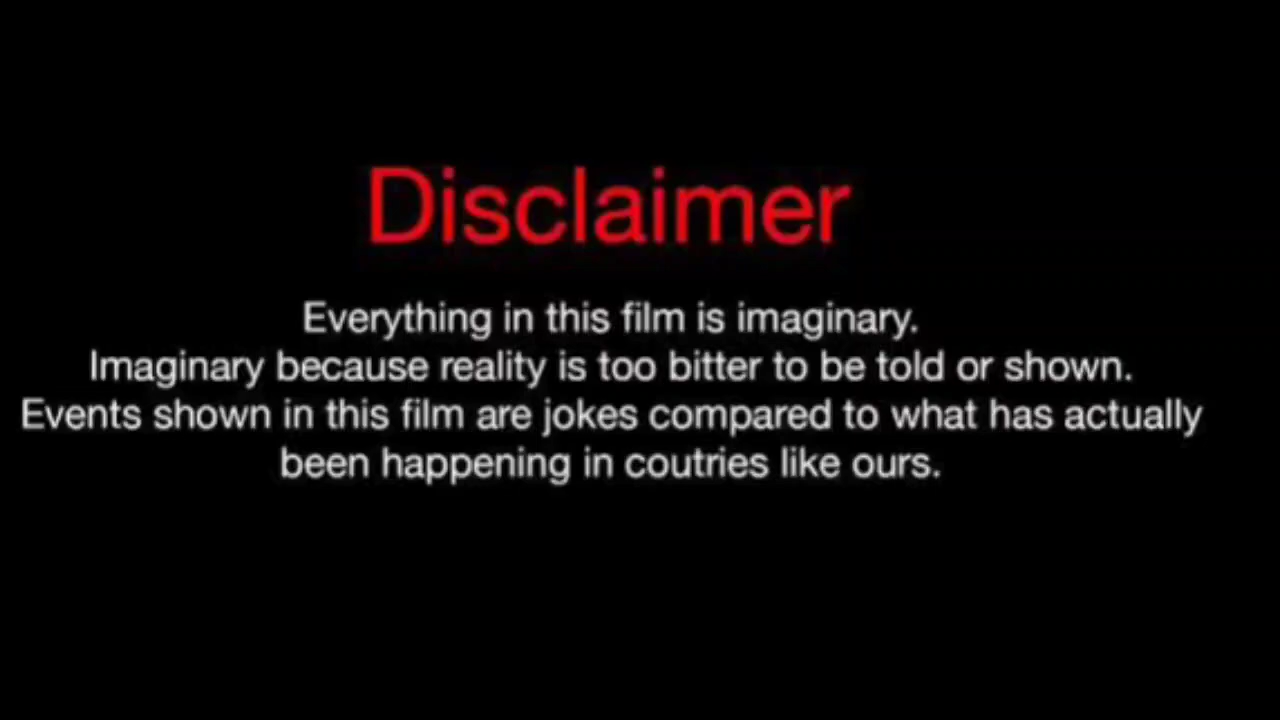 Disclaimer
Everything in this film is imaginary.
Imaginary because reality is too bitter to be told or shown.
Events shown in this film are jokes compared to what has actually
been happening in coutries like ours.